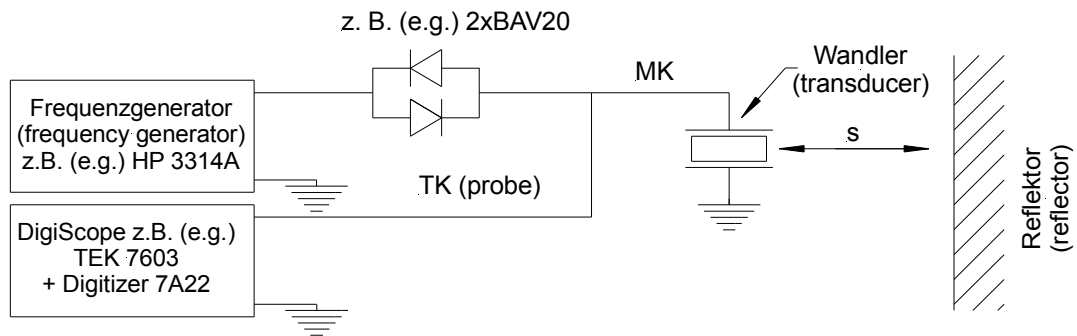 z. B. (e.g.) 2xBAV20
Frequenzgenerator
(frequency generator)
z.B. (e.g.) HP 3314A
MK
Wandler
(transducer)
s
TK (probe)
DigiScope z.B. (e.g.)
TEK 7603
+ Digitizer 7A22
Reflektor
(reflector)